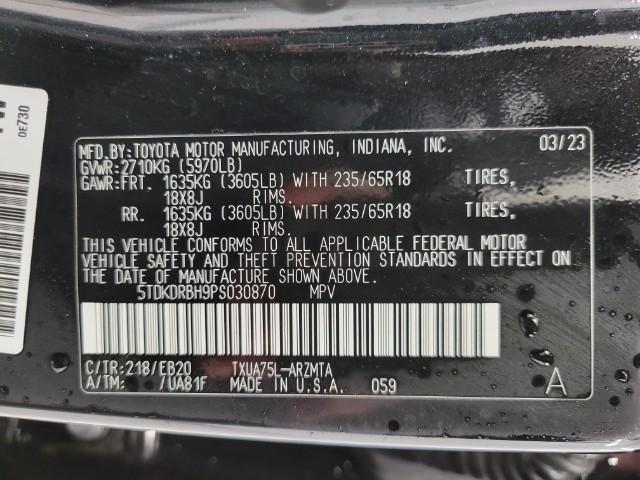 0E730
MFD.BY:TOYOTA MOTOR MANUFACTURING, INDIANA, INC. 03/23
GVWR:2710KG (5970LB)
GAWR:FRT. 1635KG (3605LB) WITH 235/65R18 TIRES,
18X8J RIMS.
RR. 1635KG (3605LB) WITH 235/65R18 TIRES,
18X8J RIMS.
THIS VEHICLE CONFORMS TO ALL APPLICABLE FEDERAL MOTOR
VEHICLE SAFETY AND THEFT PREVENTION STANDARDS IN EFFECT ON
THE DATE OF MANUFACTURE SHOWN ABOVE.
5TDKDRBH9PS030870 MPV
C/TR:218/EB20 TXUA75L-ARZMTA
A/TM: /UA81F MADE IN U.S.A. 059 A